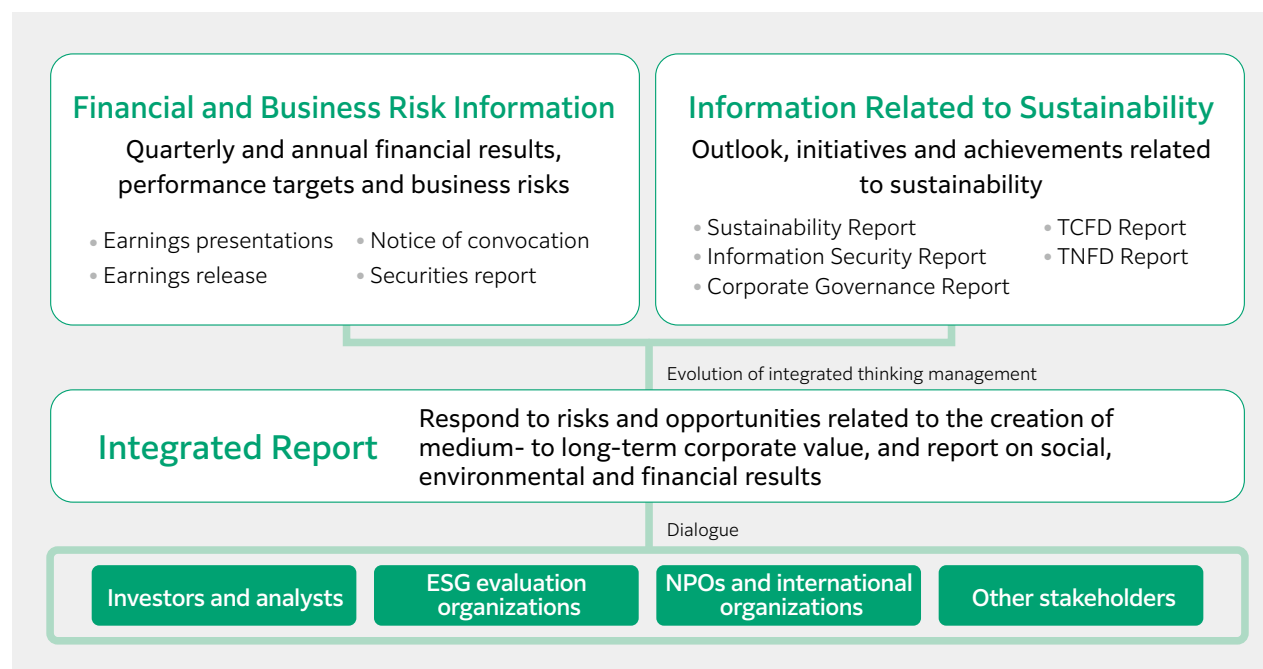 Financial and Business Risk Information
Quarterly and annual financial results,
performance targets and business risks
• Earnings presentations
• Earnings release
• Notice of convocation
• Securities report
Information Related to Sustainability
Outlook, initiatives and achievements related
to sustainability
• Sustainability Report
• Information Security Report
• Corporate Governance Report
• TCFD Report
• TNFD Report
Evolution of integrated thinking management
Integrated Report
Respond to risks and opportunities related to the creation of
medium- to long-term corporate value, and report on social,
environmental and financial results
Dialogue
Investors and analysts
ESG evaluation
organizations
NPOs and international
organizations
Other stakeholders